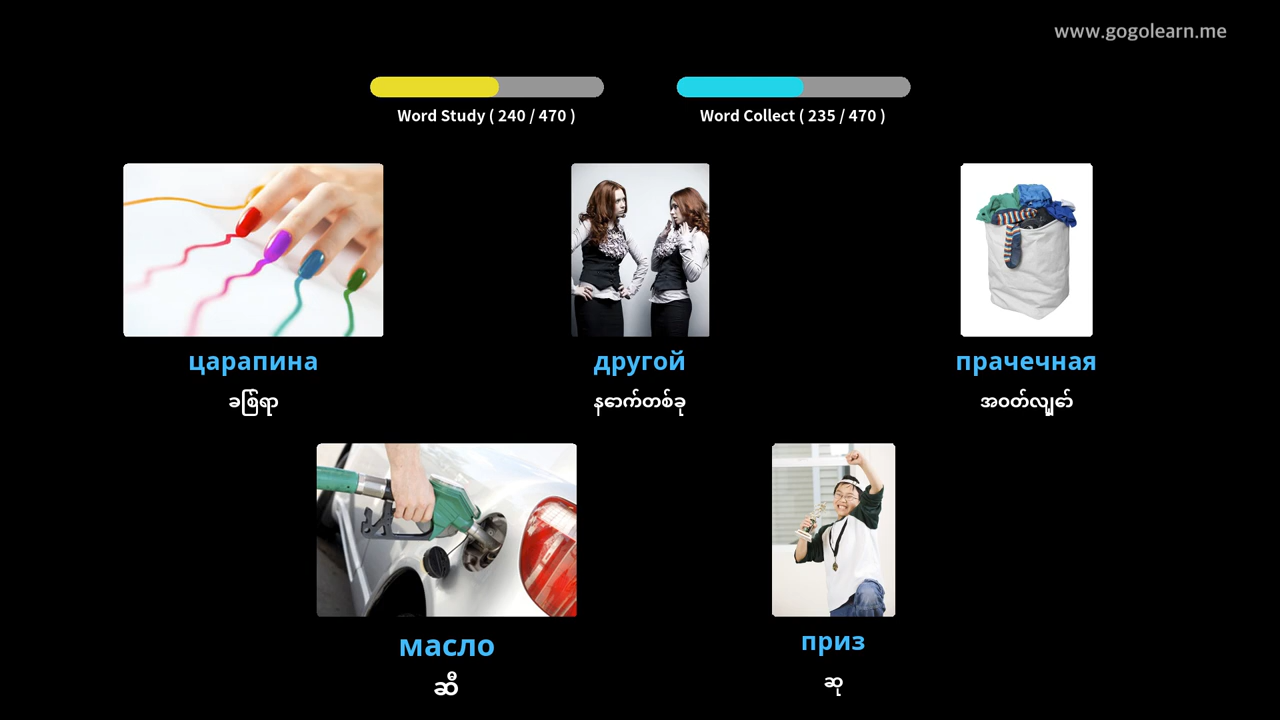 www.gogolearn.me
Word Study ( 240 / 470 )
Word Collect ( 235 / 470 )
царапина
ခြစ်ရာ
другой
နောက်တစ်ခု
прачечная
အဝတ်လျှော်
масло
ဆီ
приз
ဆု